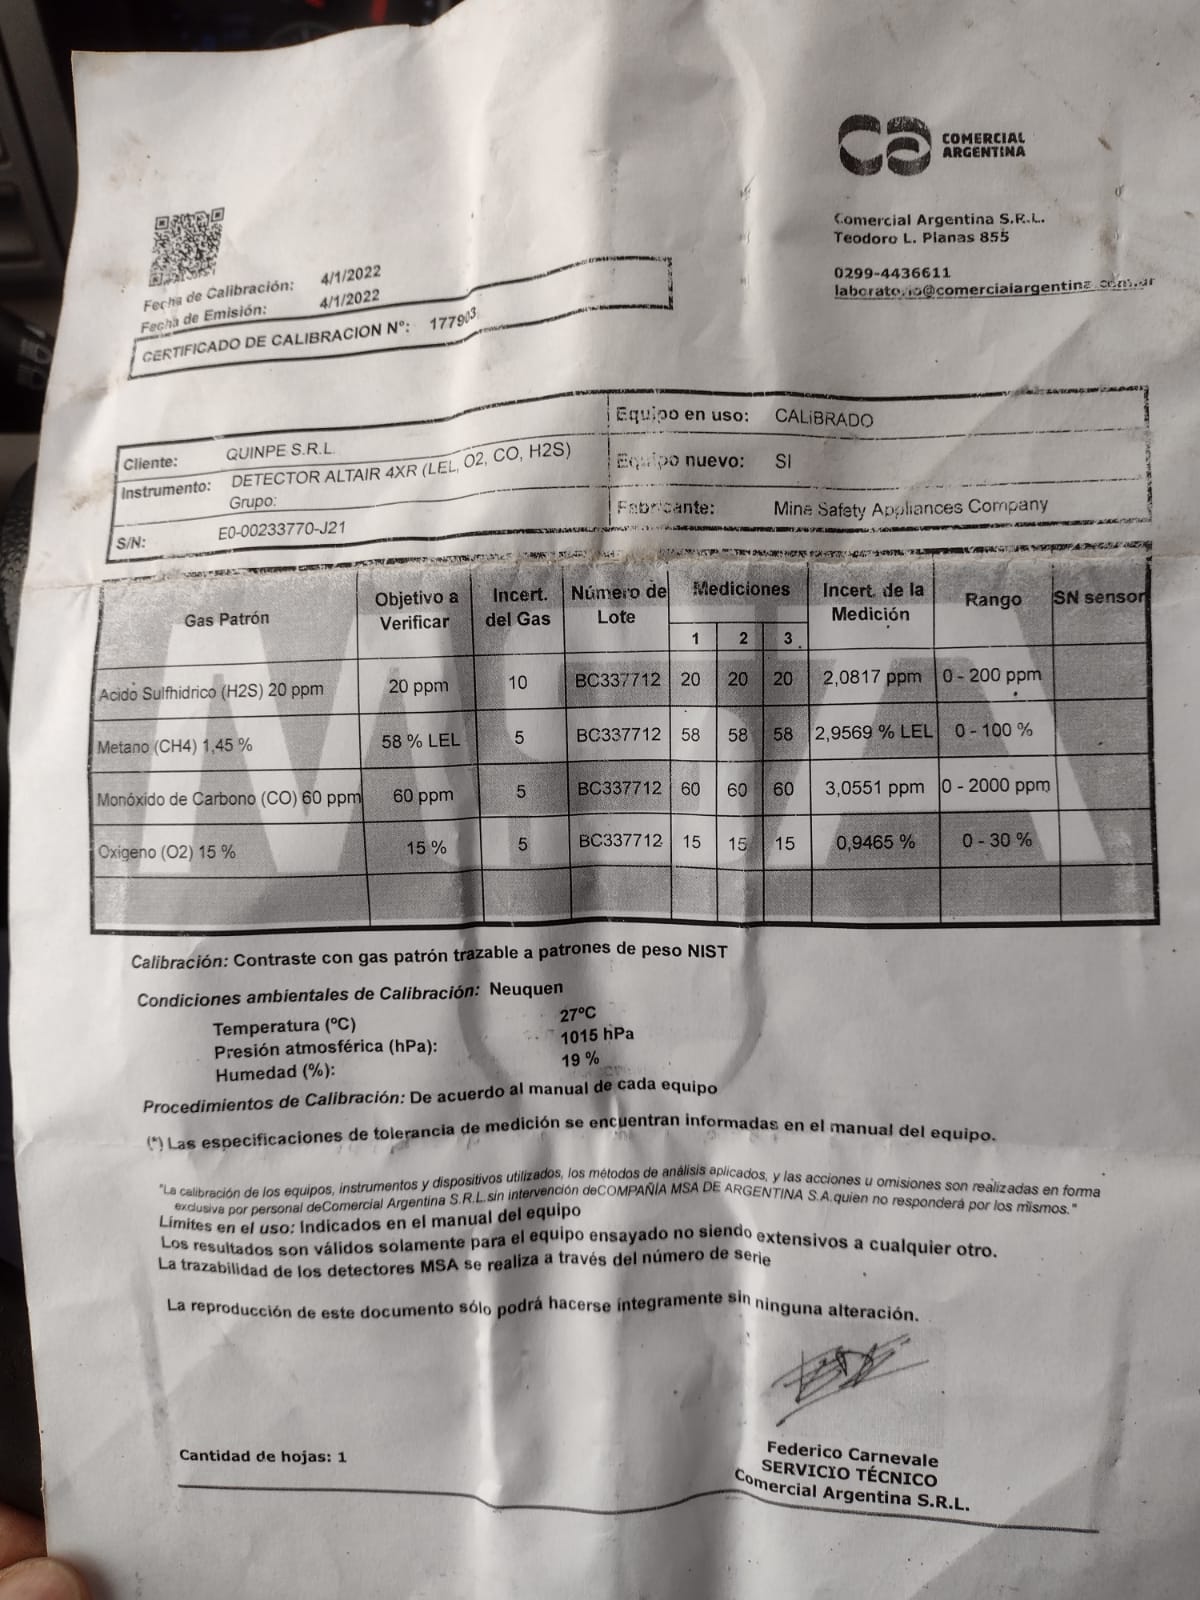 COMERCIAL
ARGENTINA
Comercial Argentina S.R.L.
Teodoro L. Planas 855
0299-4436611
laboratorio@comercialargentina.com.ar
Fecha de Calibración: 4/1/2022
Fecha de Emisión: 4/1/2022
CERTIFICADO DE CALIBRACION Nº: 177903
Cliente: QUINPE S.R.L.
Instrumento: DETECTOR ALTAIR 4XR (LEL, O2, CO, H2S)
Grupo:
S/N: E0-00233770-J21
Equipo en uso: CALIBRADO
Equipo nuevo: SI
Fabricante: Mine Safety Appliances Company
Gas Patrón Objetivo a Verificar Incert. del Gas Número de Lote Mediciones Incert. de la Medición Rango SN sensor
1 2 3
Acido Sulfhidrico (H2S) 20 ppm 20 ppm 10 BC337712 20 20 20 2,0817 ppm 0 - 200 ppm
Metano (CH4) 1,45 % 58 % LEL 5 BC337712 58 58 58 2,9569 % LEL 0 - 100 %
Monóxido de Carbono (CO) 60 ppm 60 ppm 5 BC337712 60 60 60 3,0551 ppm 0 - 2000 ppm
Oxigeno (O2) 15 % 15 % 5 BC337712 15 15 15 0,9465 % 0 - 30 %
MSA
Calibración: Contraste con gas patrón trazable a patrones de peso NIST
Condiciones ambientales de Calibración: Neuquen
Temperatura (ºC) 27ºC
Presión atmosférica (hPa): 1015 hPa
Humedad (%): 19 %
Procedimientos de Calibración: De acuerdo al manual de cada equipo
(*) Las especificaciones de tolerancia de medición se encuentran informadas en el manual del equipo.
"La calibración de los equipos, instrumentos y dispositivos utilizados, los métodos de análisis aplicados, y las acciones u omisiones son realizadas en forma
exclusiva por personal deComercial Argentina S.R.L.sin intervención deCOMPAÑÍA MSA DE ARGENTINA S.A.quien no responderá por los mismos."
Límites en el uso: Indicados en el manual del equipo
Los resultados son válidos solamente para el equipo ensayado no siendo extensivos a cualquier otro.
La trazabilidad de los detectores MSA se realiza a través del número de serie
La reproducción de este documento sólo podrá hacerse íntegramente sin ninguna alteración.
Federico Carnevale
SERVICIO TÉCNICO
Comercial Argentina S.R.L.
Cantidad de hojas: 1